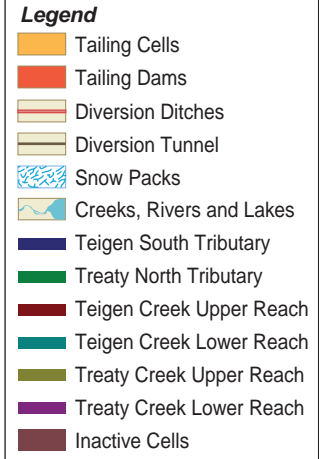 Legend
Tailing Cells
Tailing Dams
Diversion Ditches
Diversion Tunnel
Snow Packs
Creeks, Rivers and Lakes
Teigen South Tributary
Treaty North Tributary
Teigen Creek Upper Reach
Teigen Creek Lower Reach
Treaty Creek Upper Reach
Treaty Creek Lower Reach
Inactive Cells